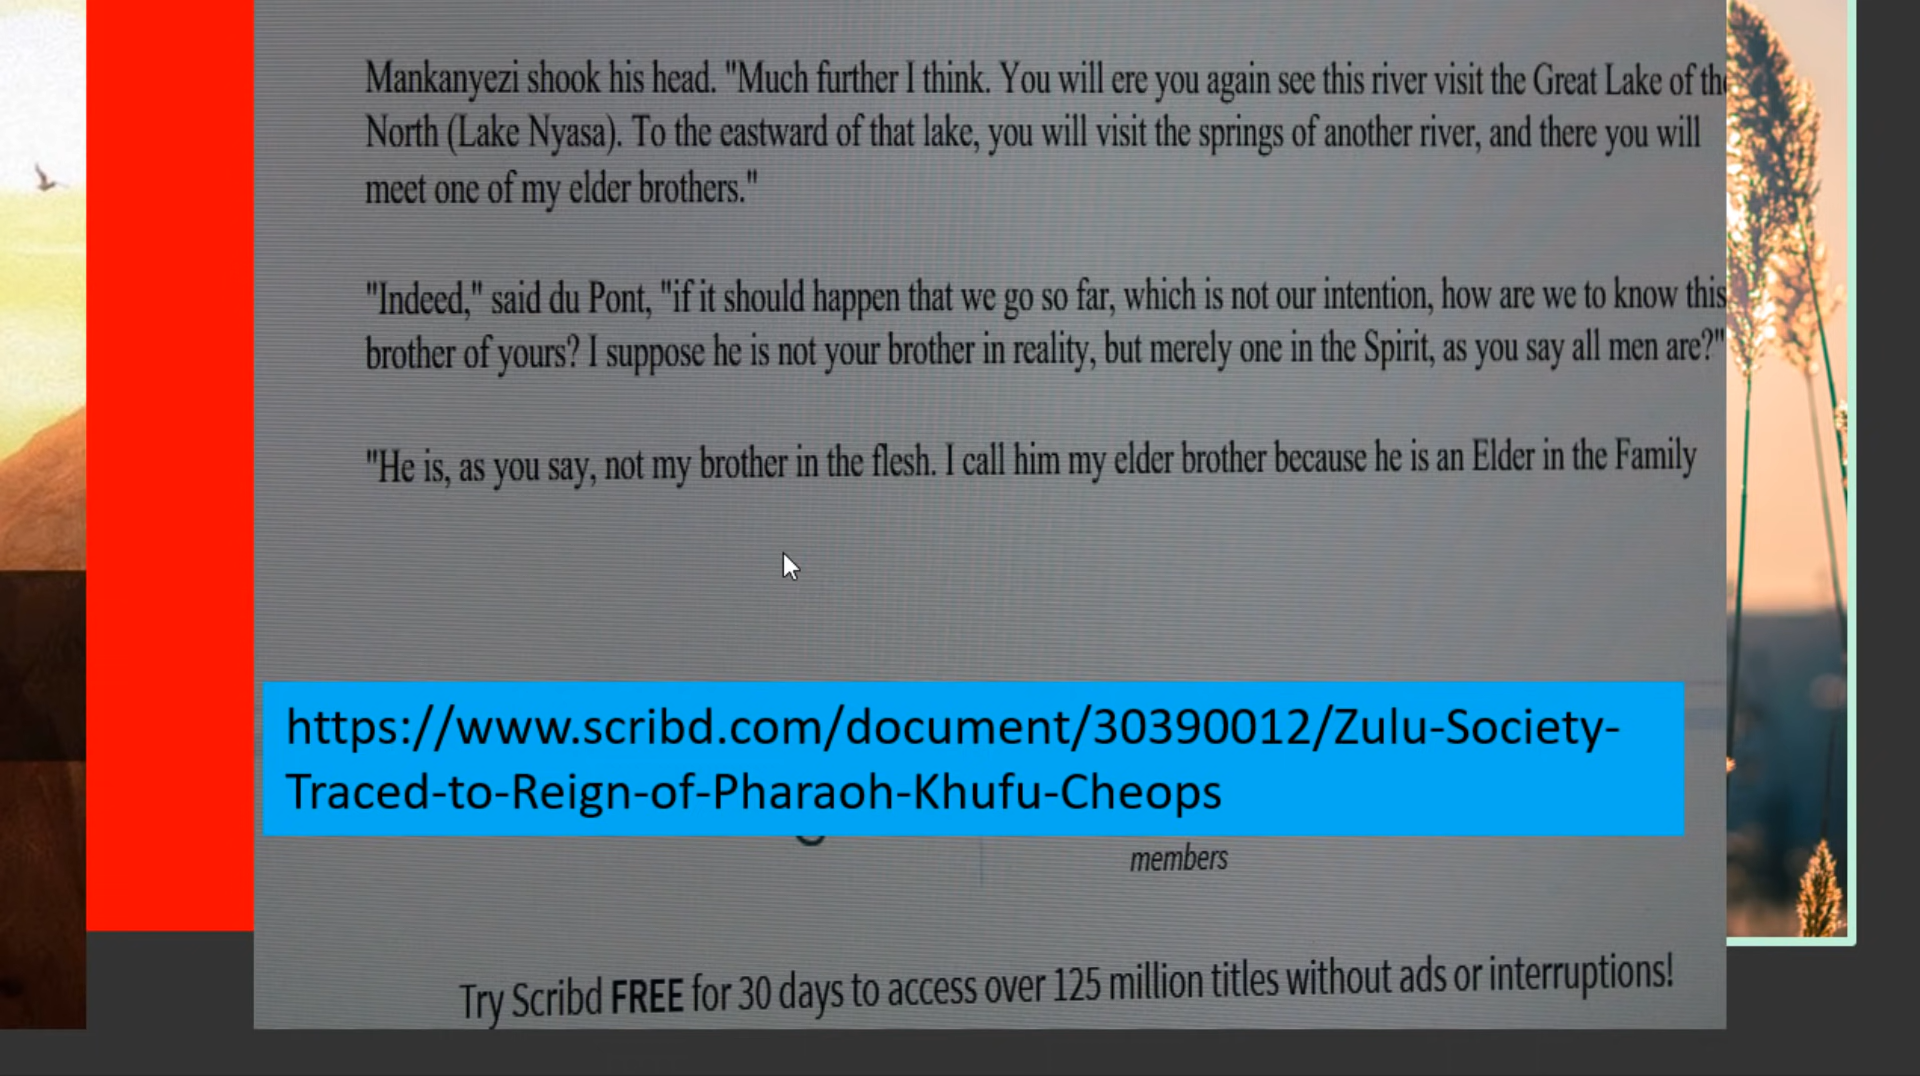 Mankanyezi shook his head. "Much further I think. You will ere you again see this river visit the Great Lake of the
North (Lake Nyasa). To the eastward of that lake, you will visit the springs of another river, and there you will
meet one of my elder brothers."
"Indeed," said du Pont, "if it should happen that we go so far, which is not our intention, how are we to know this
brother of yours? I suppose he is not your brother in reality, but merely one in the Spirit, as you say all men are?"
"He is, as you say, not my brother in the flesh. I call him my elder brother because he is an Elder in the Family
https://www.scribd.com/document/30390012/Zulu-Society-
Traced-to-Reign-of-Pharaoh-Khufu-Cheops
members
Try Scribd FREE for 30 days to access over 125 million titles without ads or interruptions!